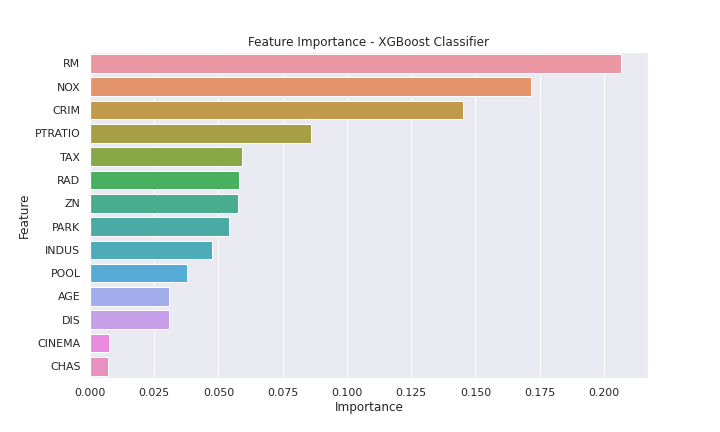 Feature Importance - XGBoost Classifier
RM
NOX
CRIM
PTRATIO
TAX
RAD
ZN
PARK
INDUS
POOL
AGE
DIS
CINEMA
CHAS
Feature
0.000 0.025 0.050 0.075 0.100 0.125 0.150 0.175 0.200
Importance